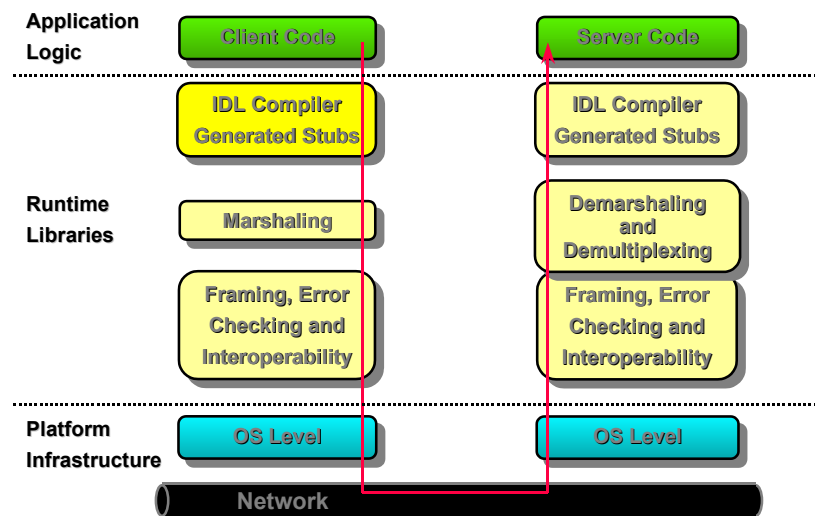 Application
Logic
Client Code
Server Code
IDL Compiler
Generated Stubs
IDL Compiler
Generated Stubs
Runtime
Libraries
Marshaling
Demarshaling
and
Demultiplexing
Framing, Error
Checking and
Interoperability
Framing, Error
Checking and
Interoperability
Platform
Infrastructure
OS Level
OS Level
Network